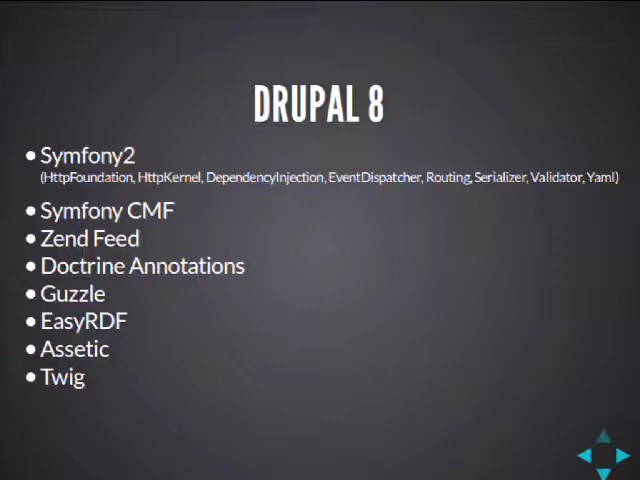 DRUPAL 8
• Symfony2
(HttpFoundation, HttpKernel, DependencyInjection, EventDispatcher, Routing, Serializer, Validator, Yaml)
• Symfony CMF
• Zend Feed
• Doctrine Annotations
• Guzzle
• EasyRDF
• Assetic
• Twig